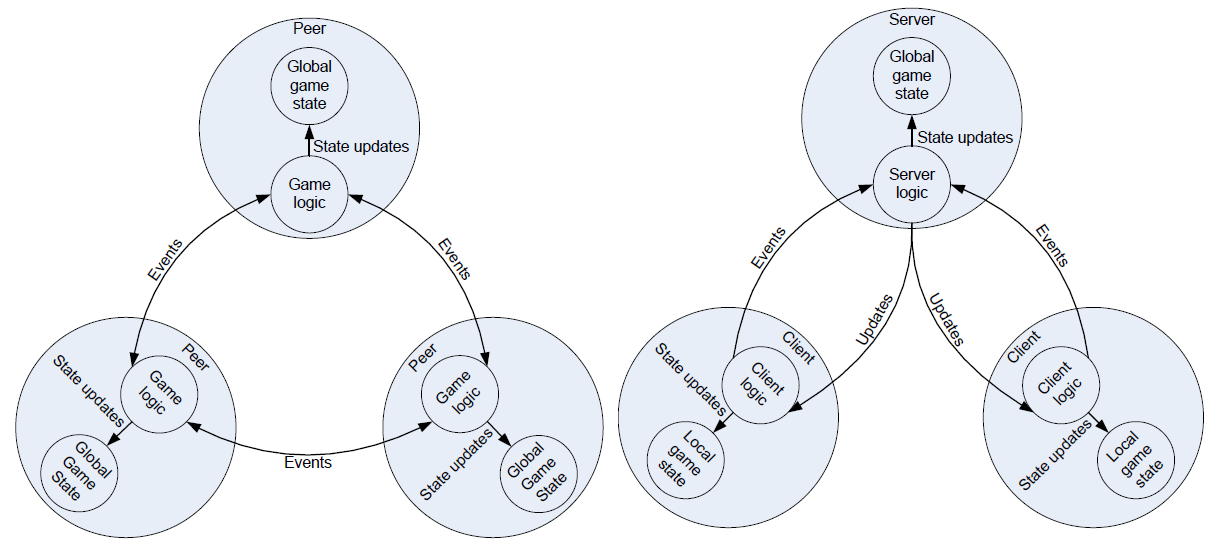 Peer
Global
game
state
State updates
Game
logic
Events
Events
Peer
State updates
Game
logic
Global
Game
State
Events
Peer
Game
logic
State updates
Global
Game
State
Server
Global
game
state
State updates
Server
logic
Events
Updates
Updates
Events
Client
State updates
Client
logic
Local
game
state
Client
Client
logic
State updates
Local
game
state